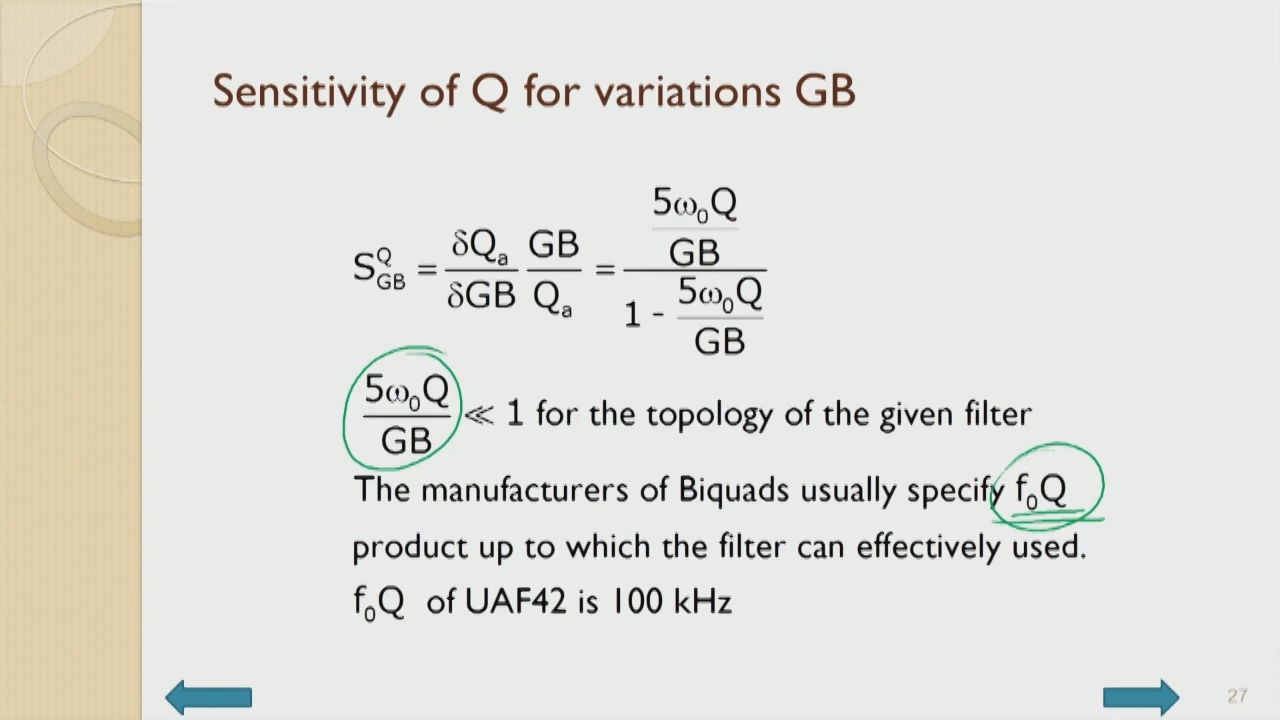 Sensitivity of Q for variations GB
S^Q_GB = δQ_a/δGB GB/Q_a = (5ω₀Q/GB)/(1 - 5ω₀Q/GB)
5ω₀Q/GB ≪ 1 for the topology of the given filter
The manufacturers of Biquads usually specify f₀Q
product up to which the filter can effectively used.
f₀Q of UAF42 is 100 kHz
27